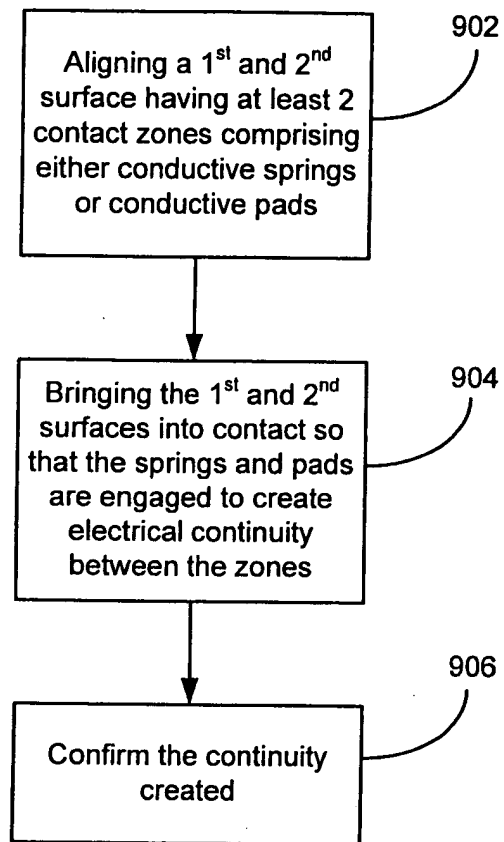 902
Aligning a 1st and 2nd
surface having at least 2
contact zones comprising
either conductive springs
or conductive pads
904
Bringing the 1st and 2nd
surfaces into contact so
that the springs and pads
are engaged to create
electrical continuity
between the zones
906
Confirm the continuity
created